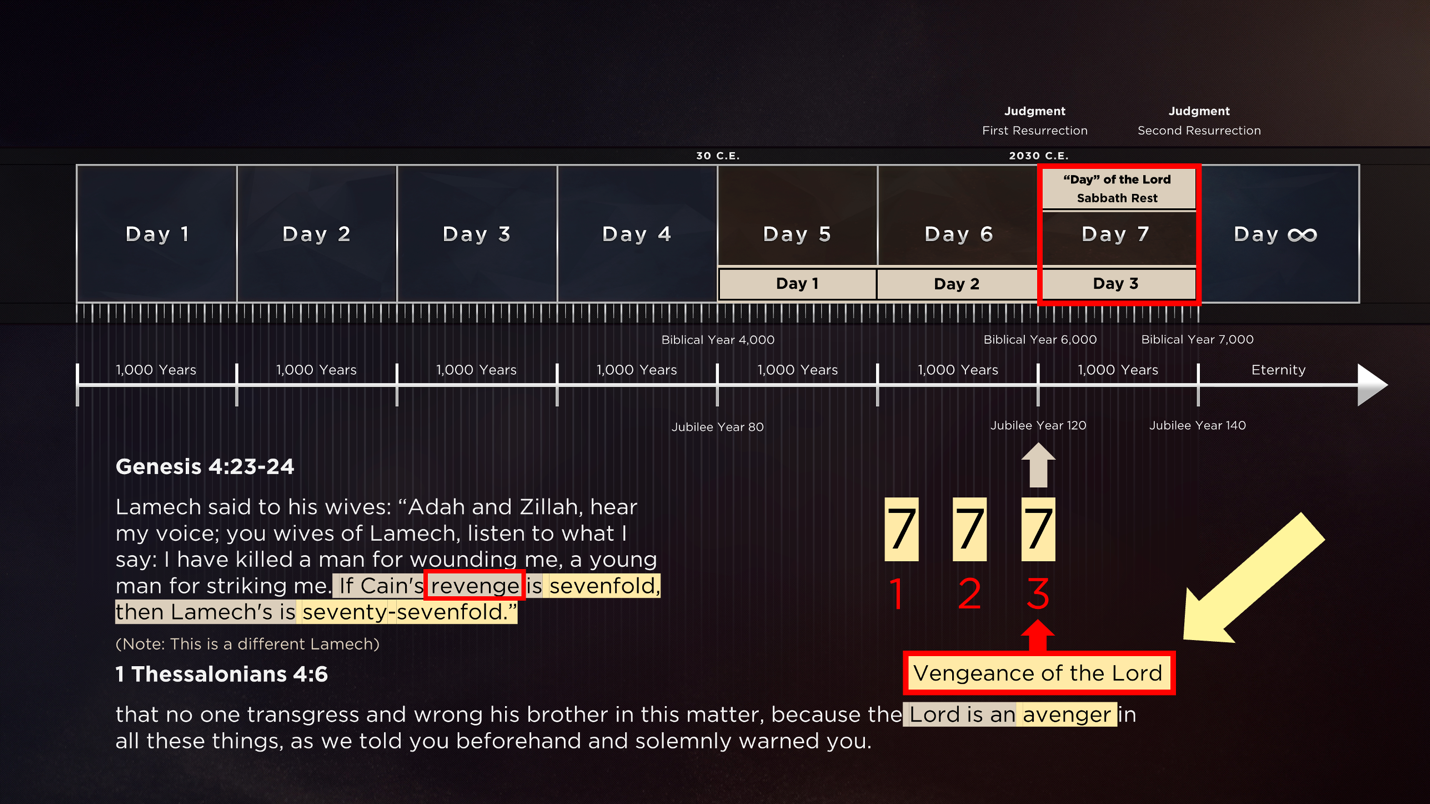 Judgment
First Resurrection
Judgment
Second Resurrection
30 C.E.
2030 C.E.
“Day” of the Lord
Sabbath Rest
Day 1
Day 2
Day 3
Day 4
Day 5
Day 6
Day 7
Day ∞
Day 1
Day 2
Day 3
Biblical Year 4,000
Biblical Year 6,000
Biblical Year 7,000
1,000 Years
1,000 Years
1,000 Years
1,000 Years
1,000 Years
1,000 Years
1,000 Years
Eternity
Jubilee Year 80
Jubilee Year 120
Jubilee Year 140
Genesis 4:23-24
Lamech said to his wives: “Adah and Zillah, hear
my voice; you wives of Lamech, listen to what I
say: I have killed a man for wounding me, a young
man for striking me. If Cain's revenge is sevenfold,
then Lamech's is seventy-sevenfold.”
(Note: This is a different Lamech)
7 7 7
1 2 3
Vengeance of the Lord
1 Thessalonians 4:6
that no one transgress and wrong his brother in this matter, because the Lord is an avenger in
all these things, as we told you beforehand and solemnly warned you.